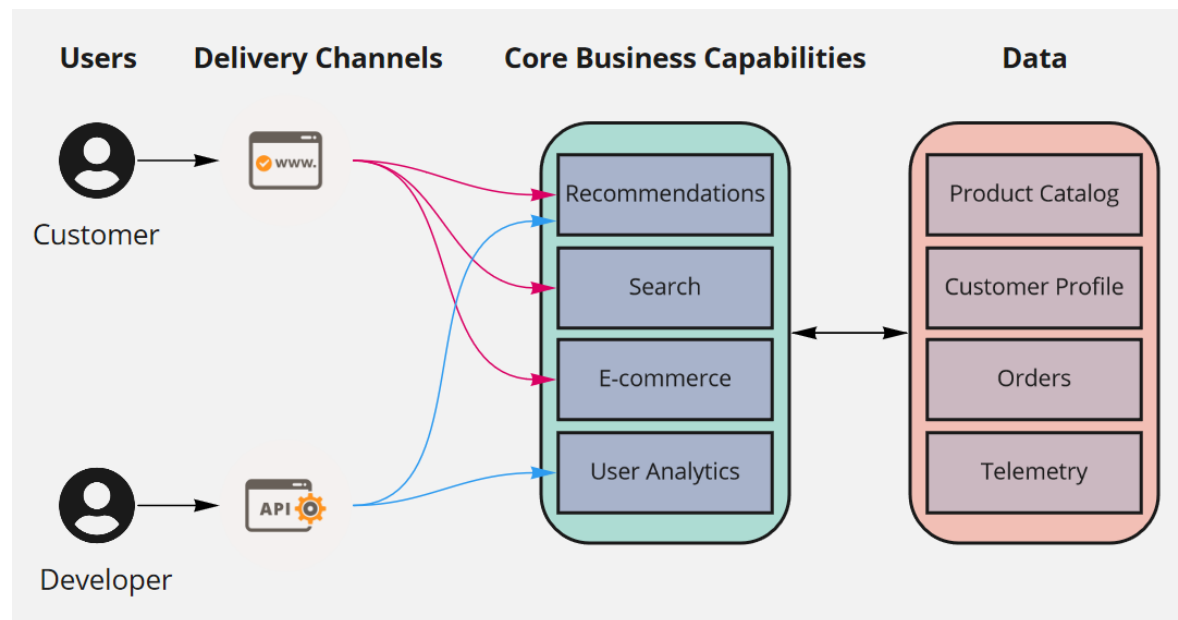 Users
Delivery Channels
Core Business Capabilities
Data
www.
Customer
API
Developer
Recommendations
Search
E-commerce
User Analytics
Product Catalog
Customer Profile
Orders
Telemetry